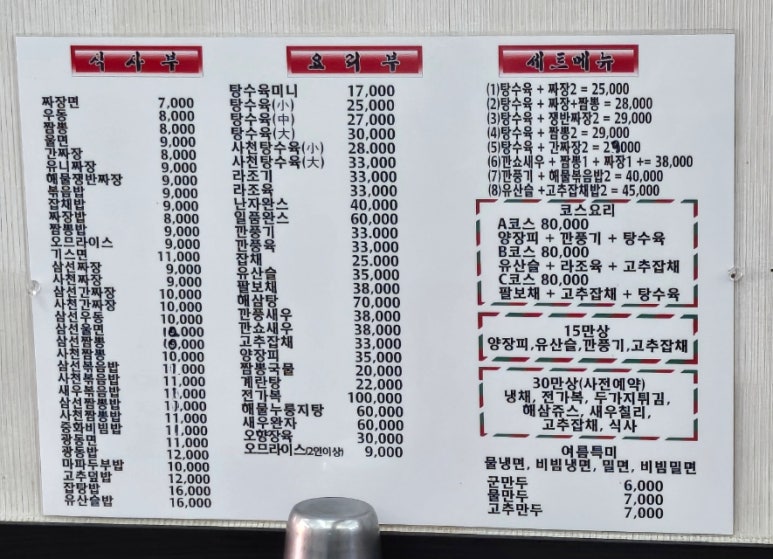 식사부
짜장면 7,000
우동 8,000
짬뽕 8,000
울면 9,000
간짜장 8,000
유니짜장 9,000
해물쟁반짜장 9,000
볶음밥 9,000
잡채밥 9,000
짜장밥 8,000
짬뽕밥 9,000
오므라이스 9,000
기스면 11,000
삼선짜장 9,000
사천짜장 9,000
삼선간짜장 10,000
사천간짜장 10,000
삼선우동 10,000
삼선울면
삼선짬뽕
사천짬뽕 10,000
삼선볶음밥 11,000
사천볶음밥 11,000
새우볶음밥 11,000
삼선짬뽕밥 11,000
사천짬뽕밥 11,000
중화비빔밥 11,000
광동면 11,000
광동밥 12,000
마파두부밥 10,000
고추덮밥 12,000
잡탕밥 16,000
유산슬밥 16,000
요리부
탕수육미니 17,000
탕수육(小) 25,000
탕수육(中) 27,000
탕수육(大) 30,000
사천탕수육(小) 28.000
사천탕수육(大) 33,000
라조기 33,000
라조육 33,000
난자완스 40,000
일품완스 60,000
깐풍기 33,000
깐풍육 33,000
잡채 25,000
유산슬 35,000
팔보채 38,000
해삼탕 70,000
깐풍새우 38,000
깐쇼새우 38,000
고추잡채 33,000
양장피 35,000
짬뽕국물 20,000
계란탕 22,000
전가복 100,000
해물누룽지탕 60,000
새우완자 60,000
오향장육 30,000
오므라이스(2인이상) 9,000
세트메뉴
(1)탕수육 + 짜장2 = 25,000
(2)탕수육 + 짜장+짬뽕 = 28,000
(3)탕수육 + 쟁반짜장2 = 29,000
(4)탕수육 + 짬뽕2 = 29,000
(5)탕수육 + 간짜장2 =
(6)깐쇼새우 + 짬뽕1 + 짜장1 += 38,000
(7)깐풍기 + 해물볶음밥2 = 40,000
(8)유산슬 +고추잡채밥2 = 45,000
코스요리
A코스 80,000
양장피 + 깐풍기 + 탕수육
B코스 80,000
유산슬 + 라조육 + 고추잡채
C코스 80,000
팔보채 + 고추잡채 + 탕수육
15만상
양장피,유산슬,깐풍기,고추잡채
30만상(사전예약)
냉채, 전가복, 두가지튀김,
해삼쥬스, 새우칠리,
고추잡채, 식사
여름특미
물냉면, 비빔냉면, 밀면, 비빔밀면
군만두 6,000
물만두 7,000
고추만두 7,000